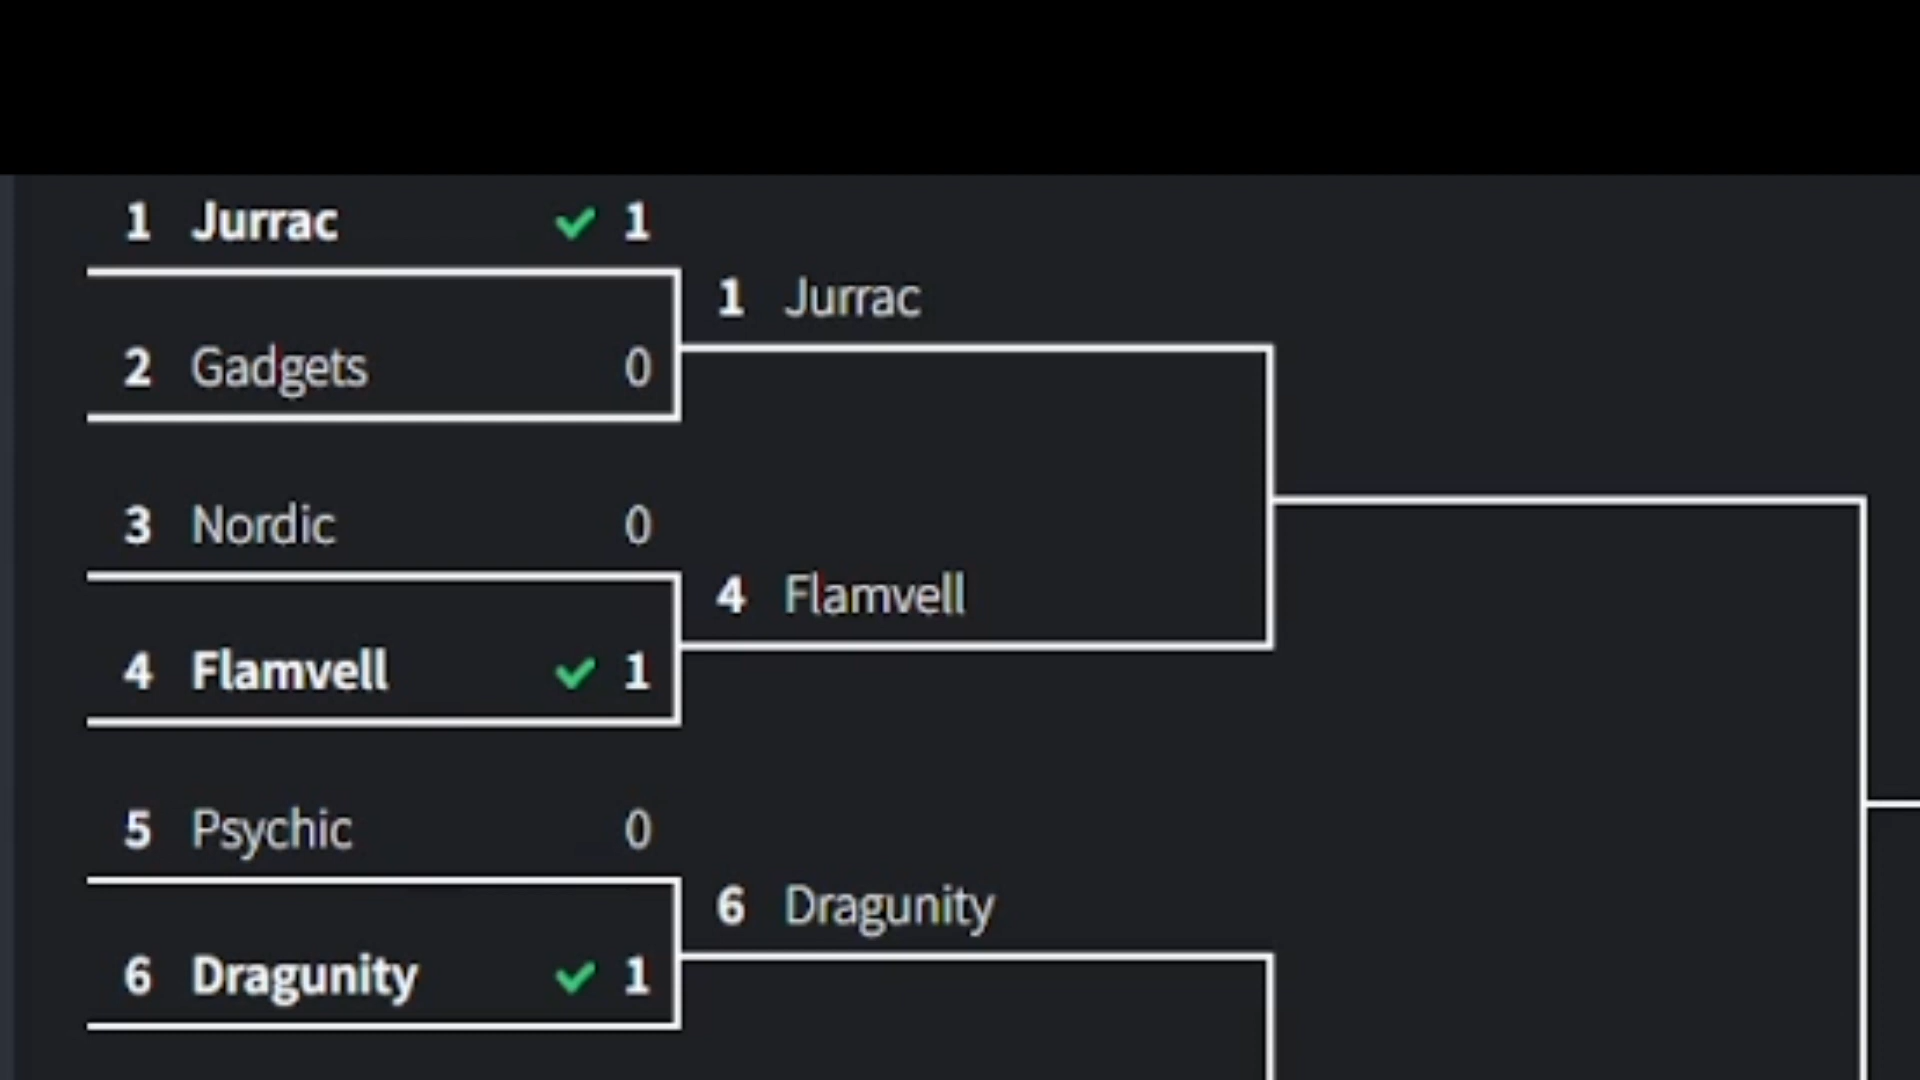 1 Jurrac 1
2 Gadgets 0
1 Jurrac
3 Nordic 0
4 Flamvell 1
4 Flamvell
5 Psychic 0
6 Dragunity 1
6 Dragunity